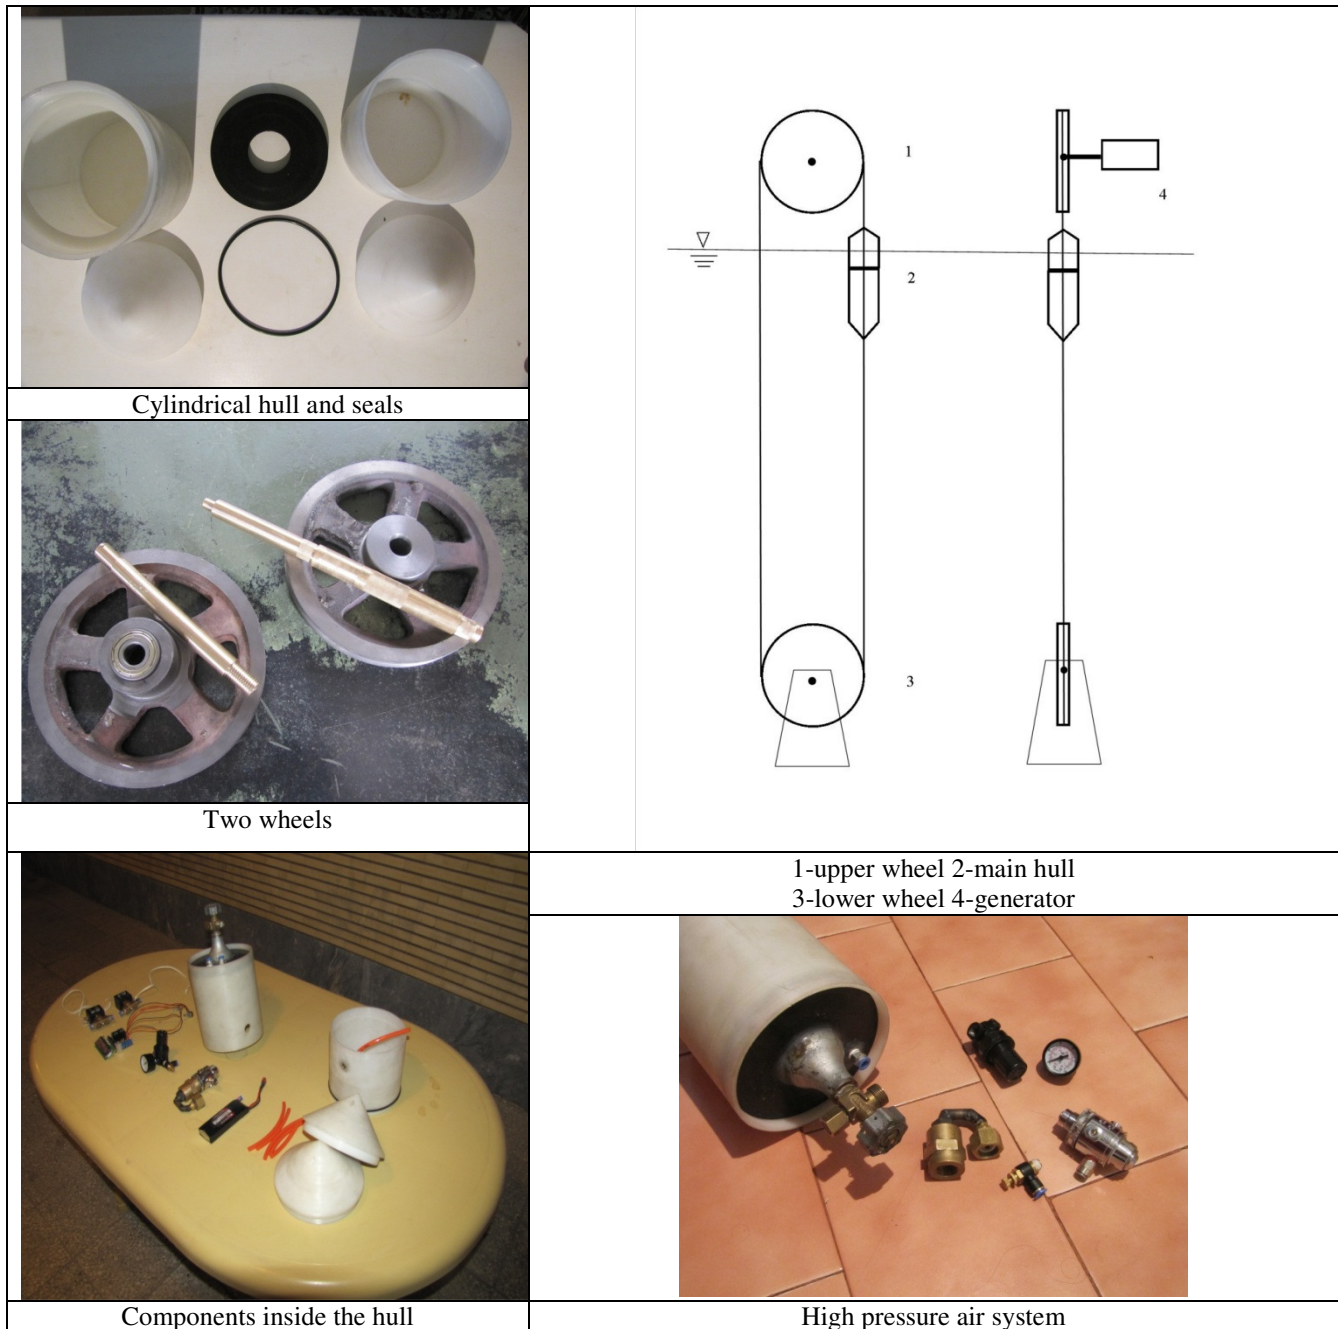 Cylindrical hull and seals
Two wheels
Components inside the hull
1
2
3
4
1-upper wheel 2-main hull
3-lower wheel 4-generator
High pressure air system